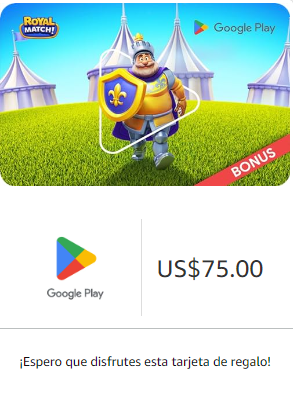 ROYAL
MATCH!
Google Play
BONUS
Google Play
US$75.00
¡Espero que disfrutes esta tarjeta de regalo!